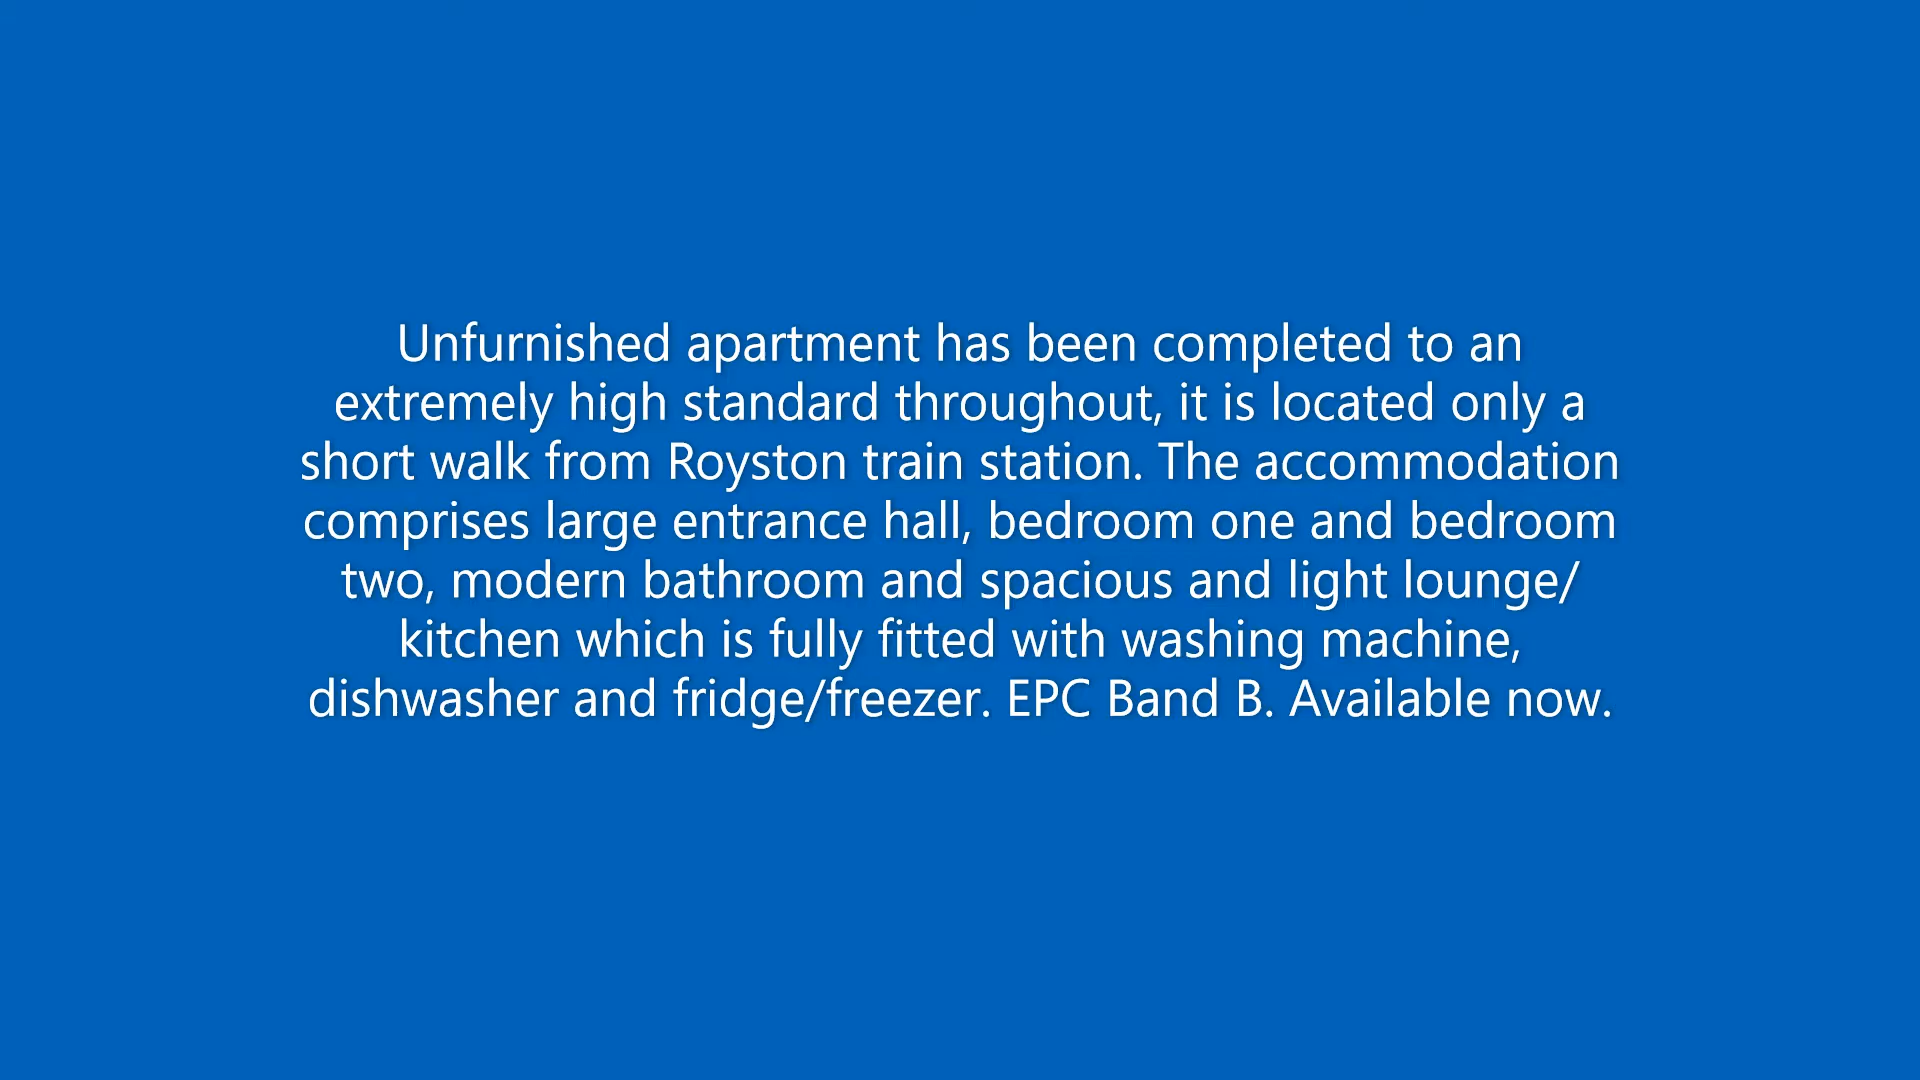 Unfurnished apartment has been completed to an
extremely high standard throughout, it is located only a
short walk from Royston train station. The accommodation
comprises large entrance hall, bedroom one and bedroom
two, modern bathroom and spacious and light lounge/
kitchen which is fully fitted with washing machine,
dishwasher and fridge/freezer. EPC Band B. Available now.